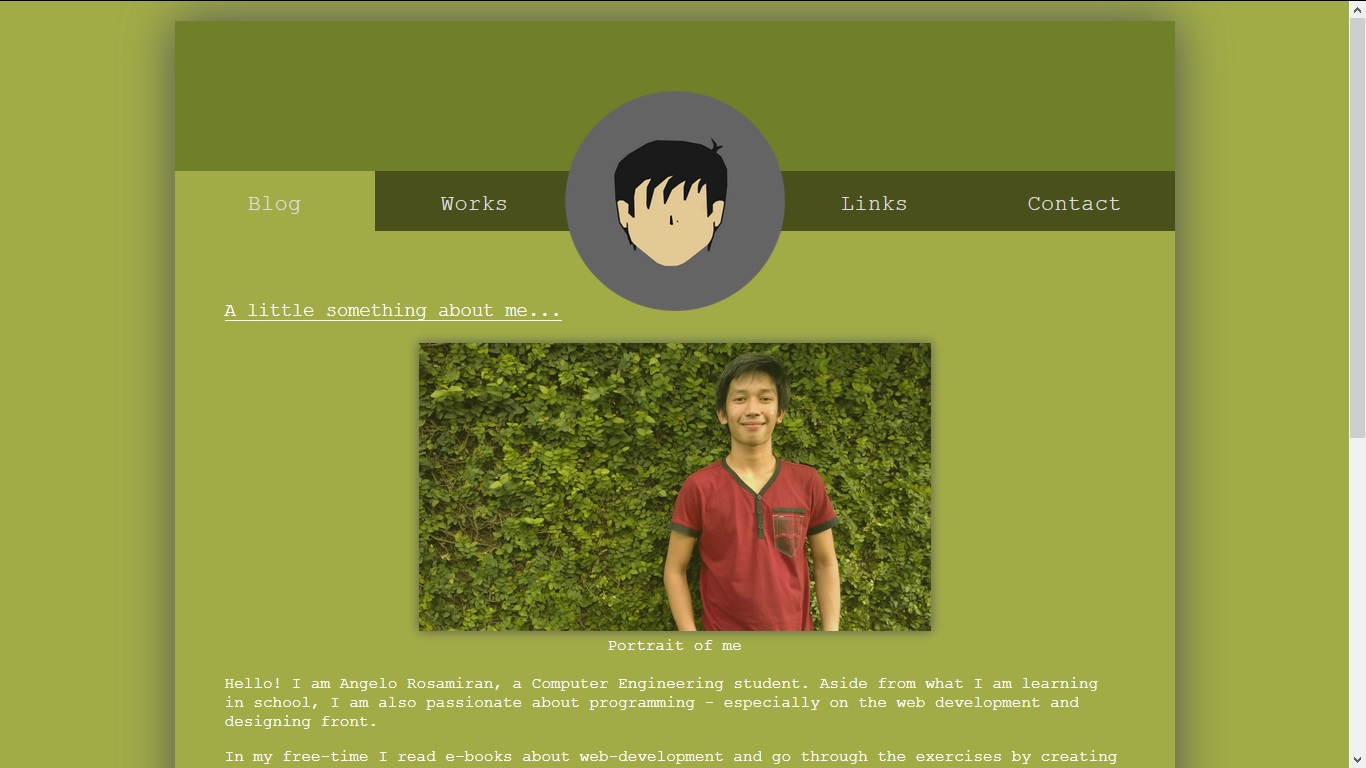 Blog Works Links Contact
A little something about me...
Portrait of me
Hello! I am Angelo Rosamiran, a Computer Engineering student. Aside from what I am learning
in school, I am also passionate about programming - especially on the web development and
designing front.
In my free-time I read e-books about web-development and go through the exercises by creating